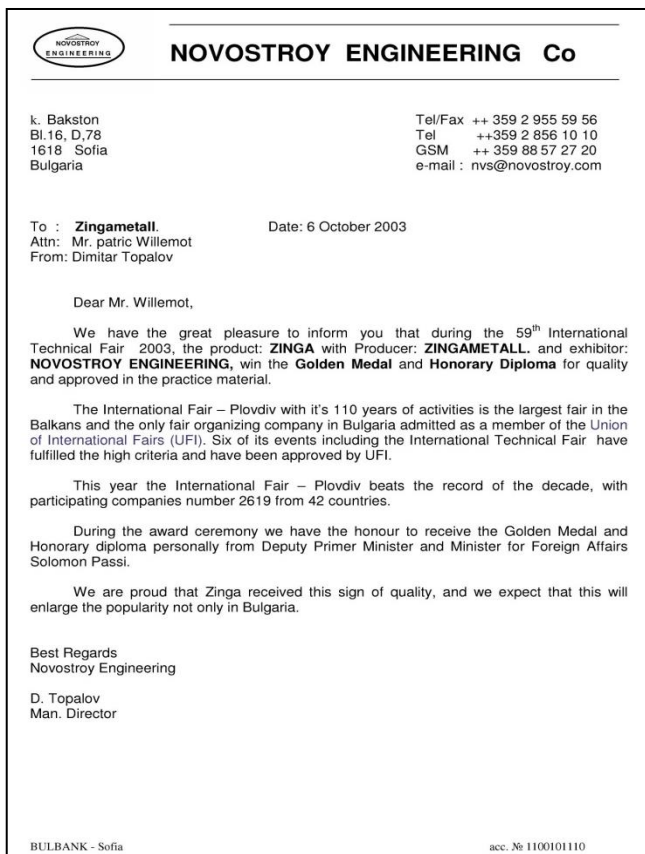 NOVOSTROY
ENGINEERING
NOVOSTROY ENGINEERING Co
k. Bakston
Bl.16, D,78
1618 Sofia
Bulgaria
Tel/Fax ++ 359 2 955 59 56
Tel ++359 2 856 10 10
GSM ++ 359 88 57 27 20
e-mail : nvs@novostroy.com
To : Zingametall.
Date: 6 October 2003
Attn: Mr. patric Willemot
From: Dimitar Topalov
Dear Mr. Willemot,
We have the great pleasure to inform you that during the 59th International
Technical Fair 2003, the product: ZINGA with Producer: ZINGAMETALL. and exhibitor:
NOVOSTROY ENGINEERING, win the Golden Medal and Honorary Diploma for quality
and approved in the practice material.
The International Fair – Plovdiv with it's 110 years of activities is the largest fair in the
Balkans and the only fair organizing company in Bulgaria admitted as a member of the Union
of International Fairs (UFI). Six of its events including the International Technical Fair have
fulfilled the high criteria and have been approved by UFI.
This year the International Fair – Plovdiv beats the record of the decade, with
participating companies number 2619 from 42 countries.
During the award ceremony we have the honour to receive the Golden Medal and
Honorary diploma personally from Deputy Primer Minister and Minister for Foreign Affairs
Solomon Passi.
We are proud that Zinga received this sign of quality, and we expect that this will
enlarge the popularity not only in Bulgaria.
Best Regards
Novostroy Engineering
D. Topalov
Man. Director
BULBANK - Sofia
acc. № 1100101110